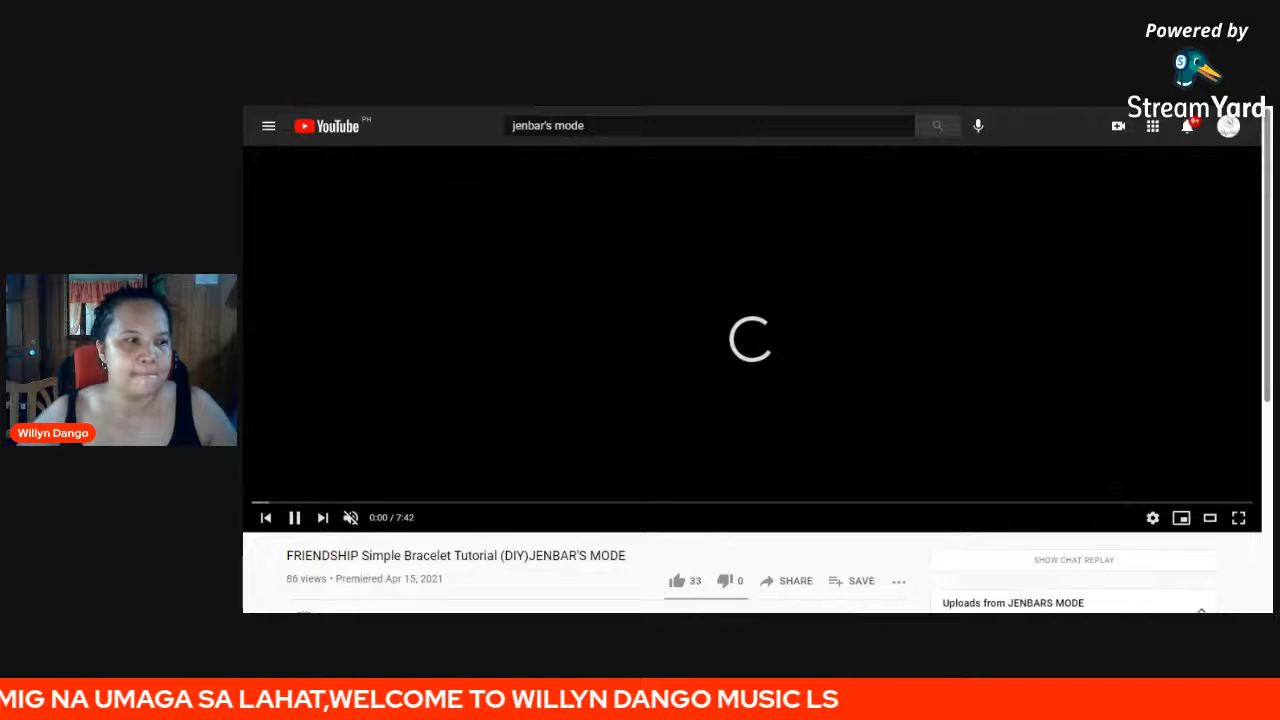 Powered by
StreamYard
YouTube PH
jenbar's mode
9+
Willyn Dango
0:00 / 7:42
FRIENDSHIP Simple Bracelet Tutorial (DIY)JENBAR'S MODE
86 views • Premiered Apr 15, 2021
33
0
SHARE
SAVE
SHOW CHAT REPLAY
Uploads from JENBARS MODE
MIG NA UMAGA SA LAHAT,WELCOME TO WILLYN DANGO MUSIC LS